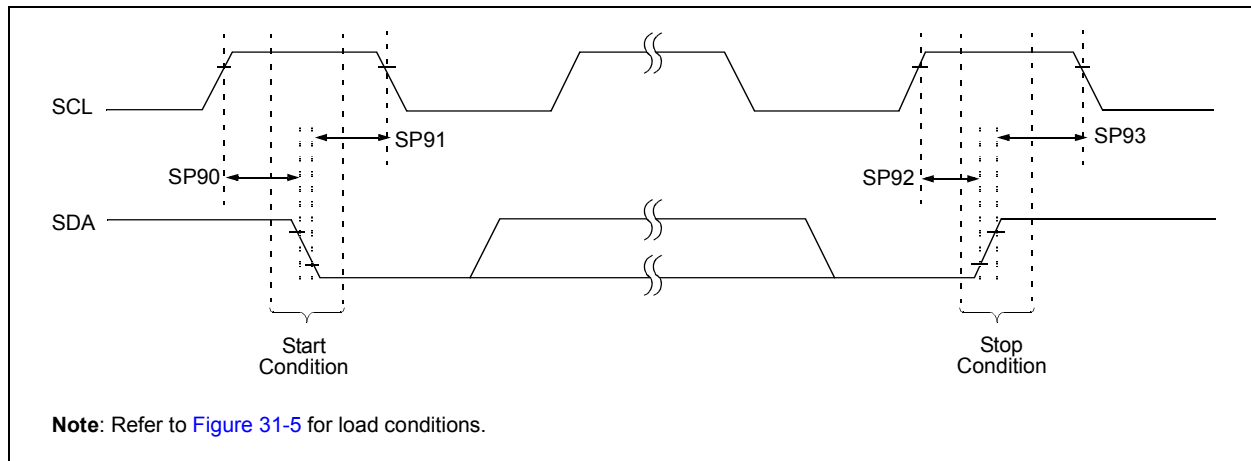 SCL
SP91
SP93
SP90
SP92
SDA
Start
Condition
Stop
Condition
Note: Refer to Figure 31-5 for load conditions.